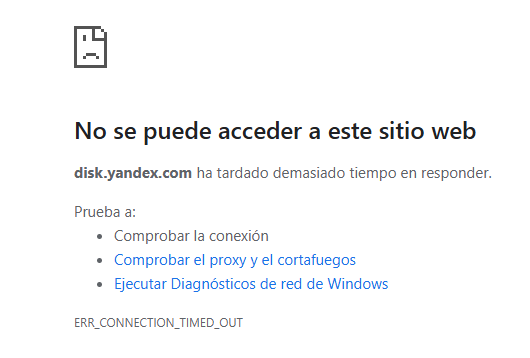 No se puede acceder a este sitio web
disk.yandex.com ha tardado demasiado tiempo en responder.
Prueba a:
• Comprobar la conexión
• Comprobar el proxy y el cortafuegos
• Ejecutar Diagnósticos de red de Windows
ERR_CONNECTION_TIMED_OUT